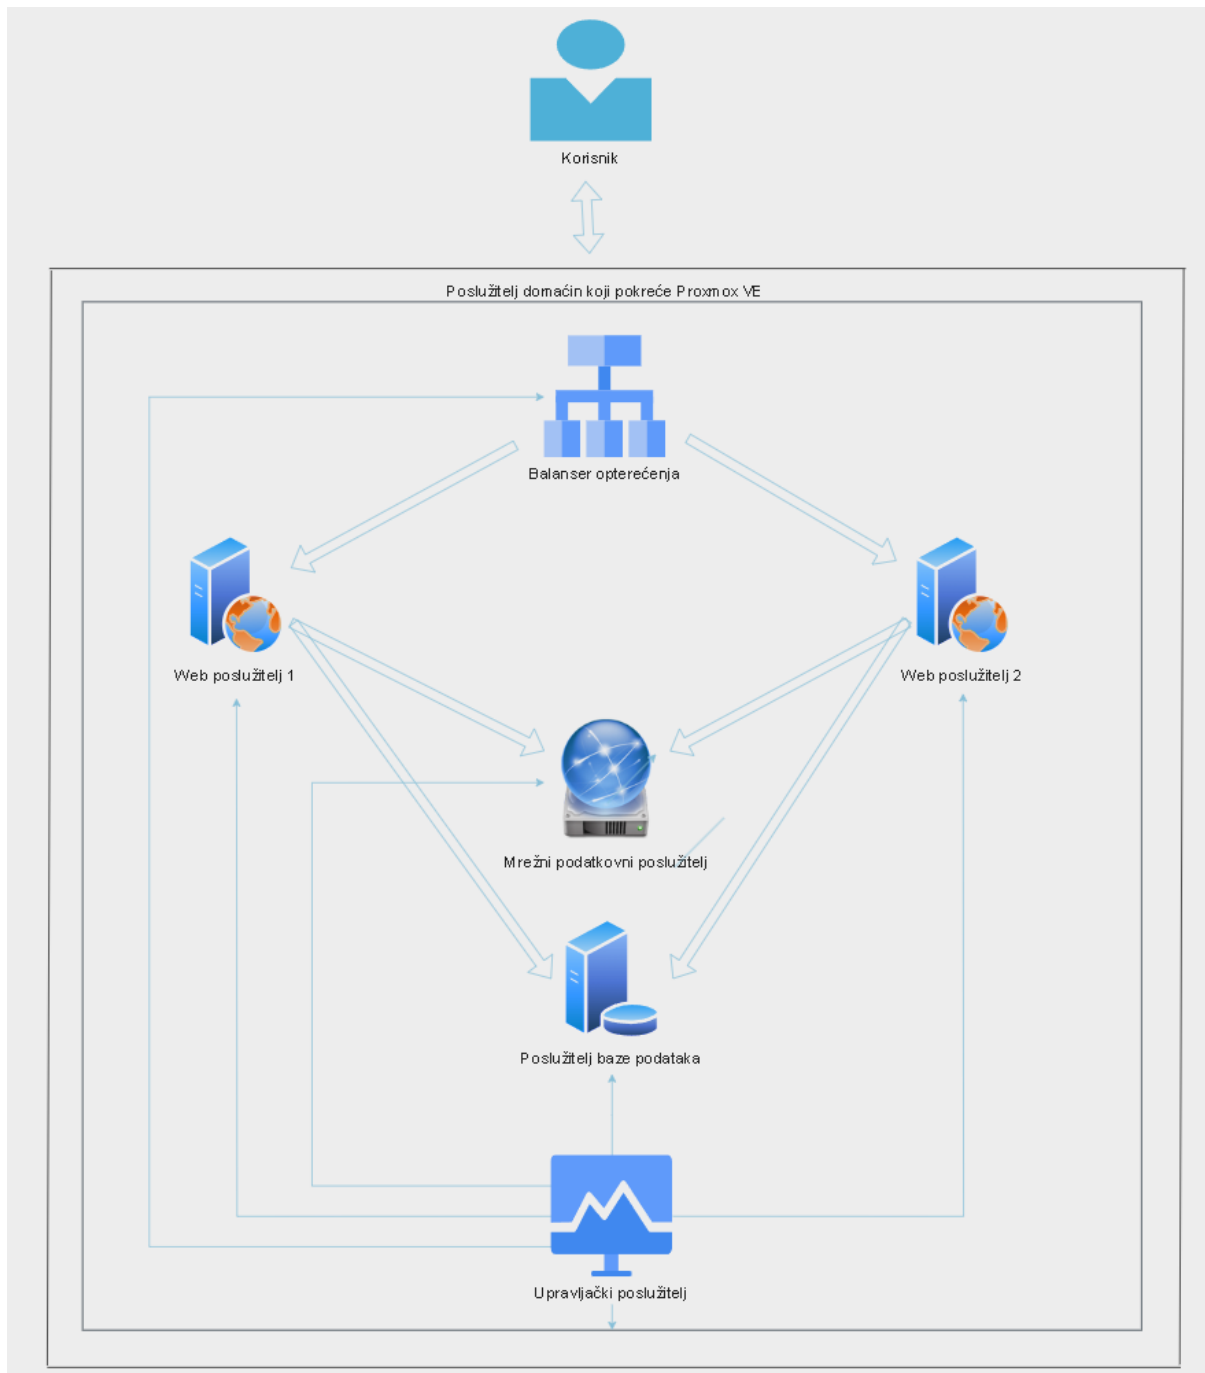 Korisnik
Poslužitelj domaćin koji pokreće Proxmox VE
Balanser opterećenja
Web poslužitelj 1
Web poslužitelj 2
Mrežni podatkovni poslužitelj
Poslužitelj baze podataka
Upravljački poslužitelj